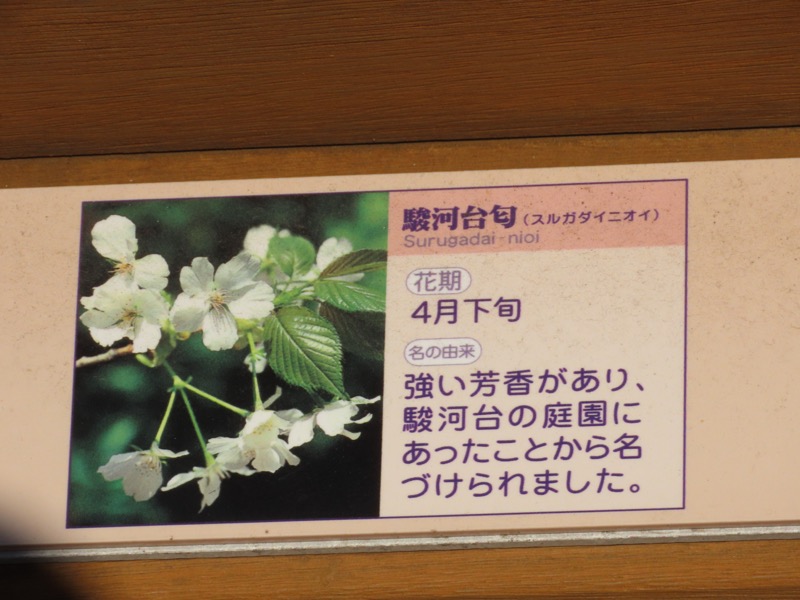 駿河台匂（スルガダイニオイ）
Surugadai-nioi
花期
4月下旬
名の由来
強い芳香があり、
駿河台の庭園に
あったことから名
づけられました。